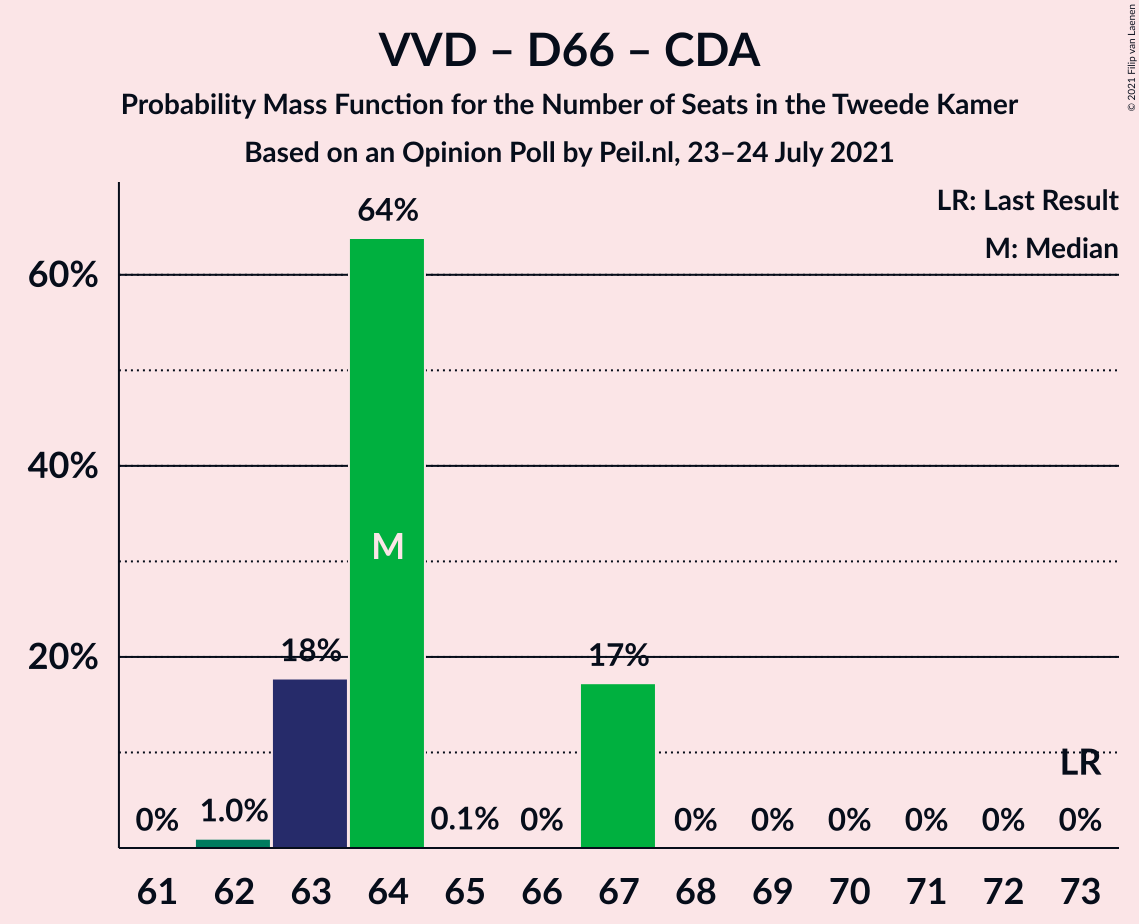 VVD – D66 – CDA
Probability Mass Function for the Number of Seats in the Tweede Kamer
Based on an Opinion Poll by Peil.nl, 23–24 July 2021
© 2021 Filip van Laenen
LR: Last Result
M: Median
60%
40%
20%
0% 1.0% 18% 64% 0.1% 0% 17% 0% 0% 0% 0% 0% 0%
M
LR
61 62 63 64 65 66 67 68 69 70 71 72 73